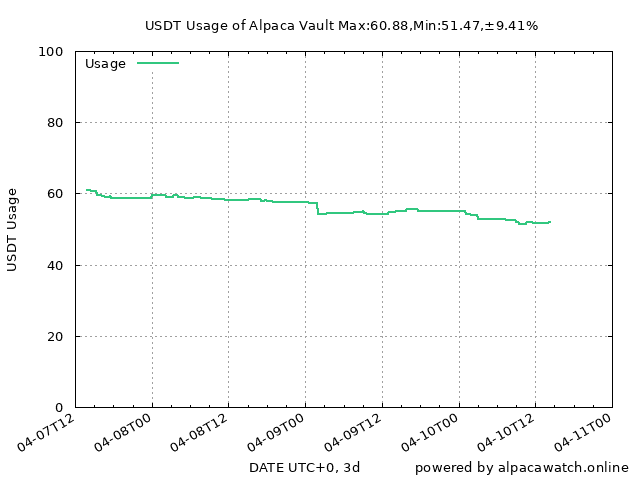 USDT Usage of Alpaca Vault Max:60.88,Min:51.47,±9.41%
Usage
100
80
60
40
20
0
USDT Usage
04-07T12
04-08T00
04-08T12
04-09T00
04-09T12
04-10T00
04-10T12
04-11T00
DATE UTC+0, 3d
powered by alpacawatch.online